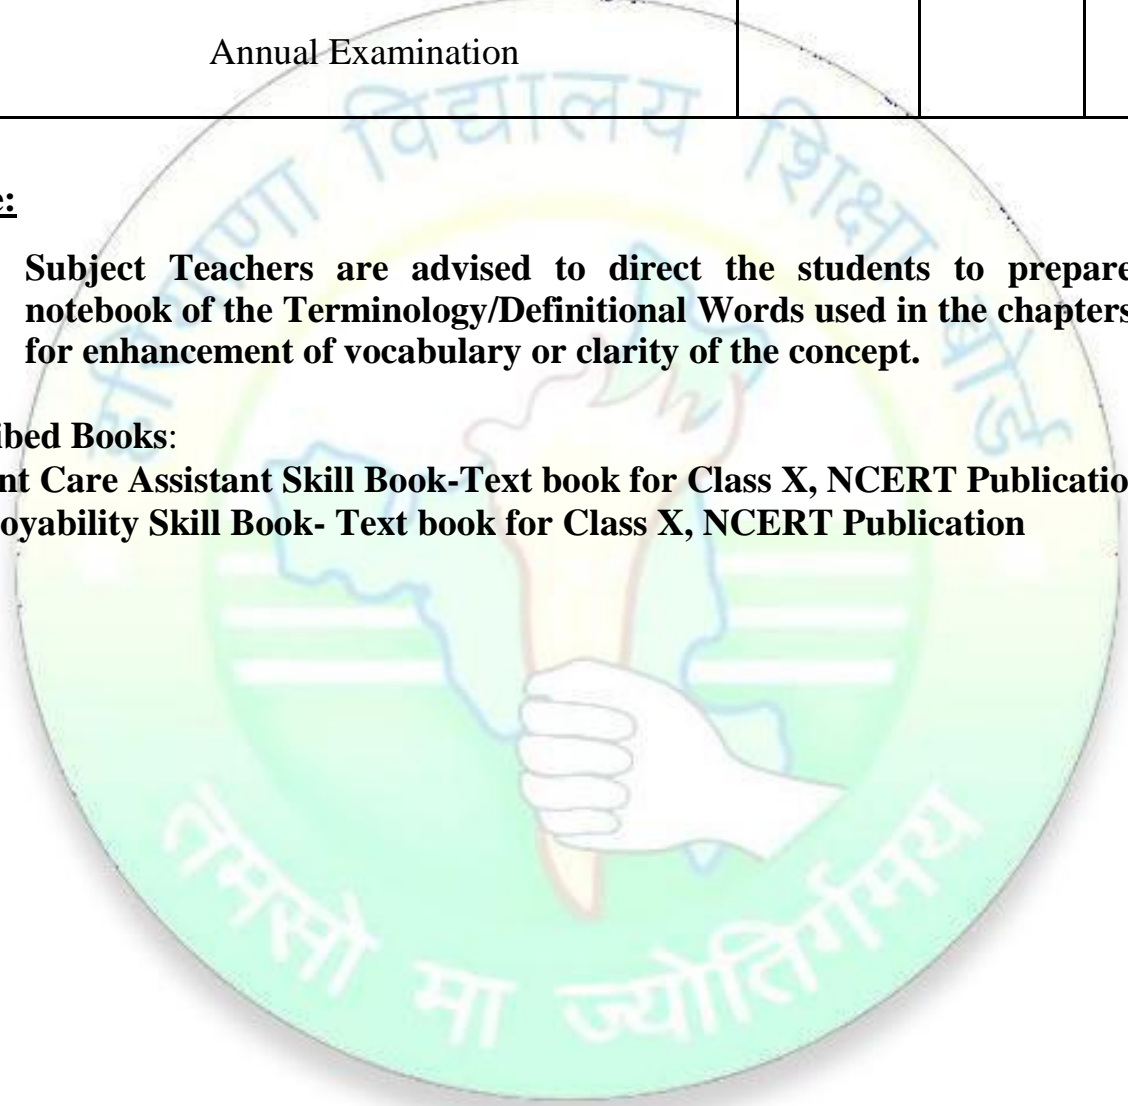 Annual Examination
हरियाणा विद्यालय शिक्षा बोर्ड
e:
Subject Teachers are advised to direct the students to prepare
notebook of the Terminology/Definitional Words used in the chapters
for enhancement of vocabulary or clarity of the concept.
ibed Books:
nt Care Assistant Skill Book-Text book for Class X, NCERT Publicatio
oyability Skill Book- Text book for Class X, NCERT Publication
तमसो मा ज्योतिर्गमय